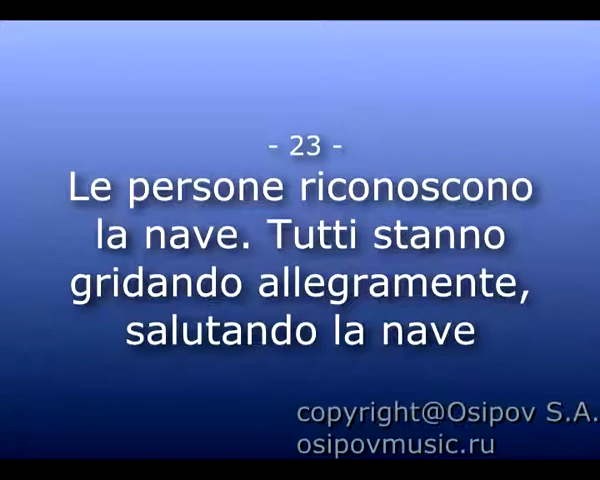 - 23 -
Le persone riconoscono
la nave. Tutti stanno
gridando allegramente,
salutando la nave
copyright@Osipov S.A.
osipovmusic.ru